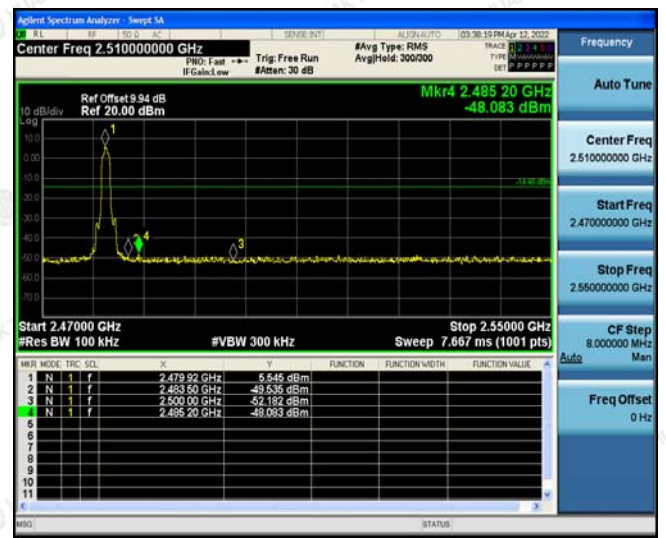 Agilent Spectrum Analyzer - Swept SA
RL RF 50 Ω AC SENSE:INT ALIGNAUTO 03:38:19 PM Apr 12, 2022
Center Freq 2.510000000 GHz
PNO: Fast
IFGain:Low
Trig: Free Run
#Atten: 30 dB
#Avg Type: RMS
Avg|Hold: 300/300
TRACE 1 2 3 4 5 6
TYPE M
DET P P P P P P
Ref Offset 9.94 dB
10 dB/div Ref 20.00 dBm
Log
Mkr4 2.485 20 GHz
-48.083 dBm
10.0
0.00
-10.0
-20.0
-30.0
-40.0
-50.0
-60.0
-70.0
1
4
3
Start 2.47000 GHz Stop 2.55000 GHz
#Res BW 100 kHz #VBW 300 kHz Sweep 7.667 ms (1001 pts)
MKR MODE TRC SCL X Y FUNCTION FUNCTION WIDTH FUNCTION VALUE
1 N 1 f 2.479 92 GHz 5.545 dBm
2 N 1 f 2.483 50 GHz -49.535 dBm
3 N 1 f 2.500 00 GHz -52.182 dBm
4 N 1 f 2.485 20 GHz -48.083 dBm
5
6
7
8
9
10
11
MSG STATUS
Frequency
Auto Tune
Center Freq
2.510000000 GHz
Start Freq
2.470000000 GHz
Stop Freq
2.550000000 GHz
CF Step
8.000000 MHz
Auto Man
Freq Offset
0 Hz